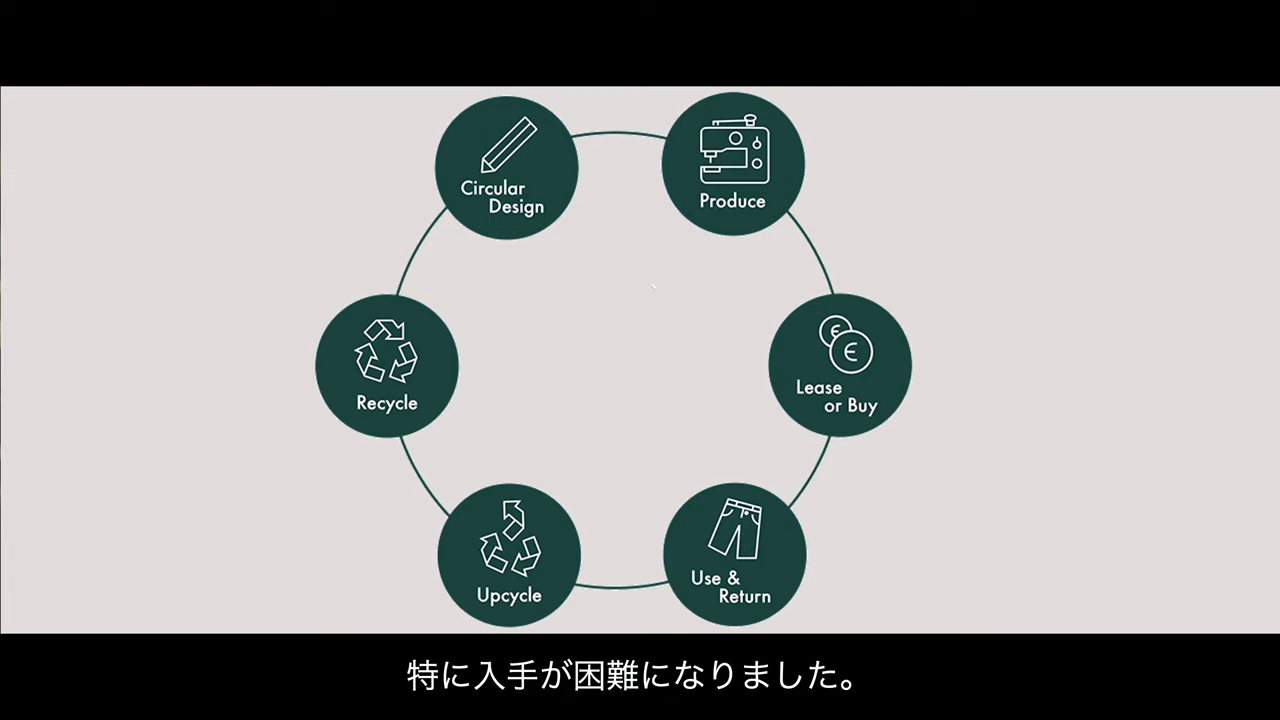 Circular
Design
Produce
Lease
or Buy
Use &
Return
Upcycle
Recycle
特に入手が困難になりました。